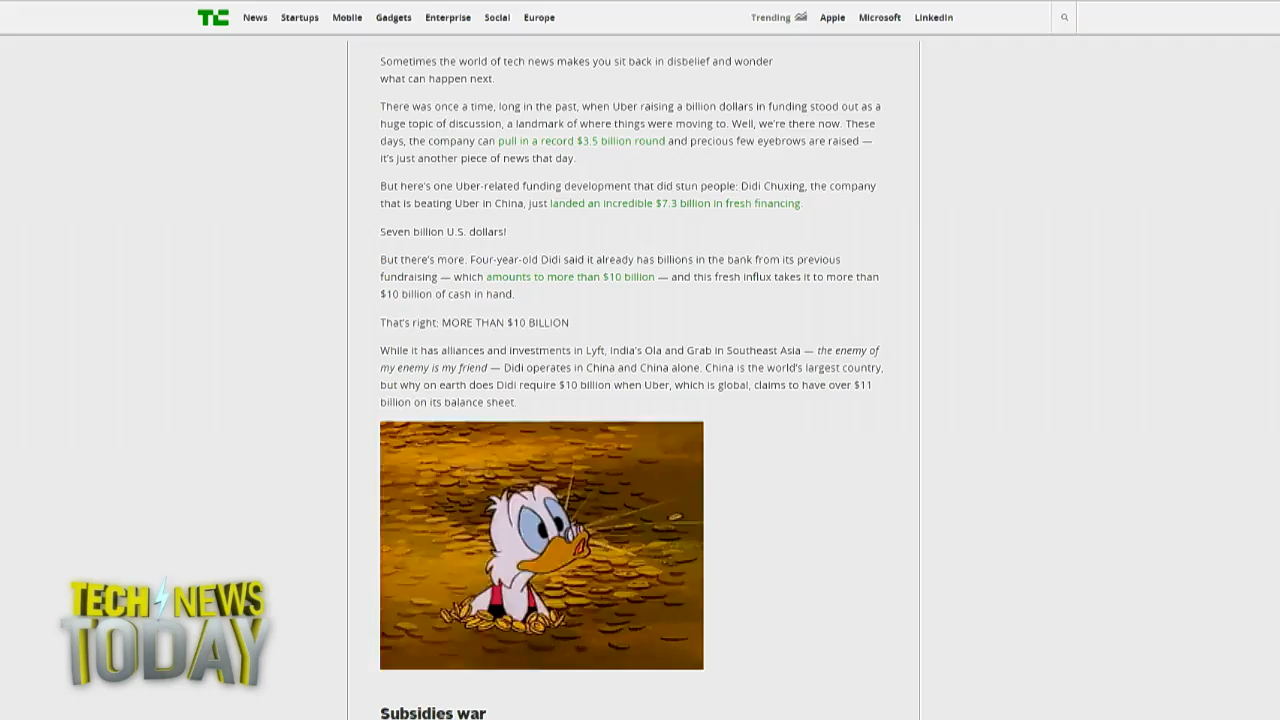 TC News Startups Mobile Gadgets Enterprise Social Europe Trending Apple Microsoft LinkedIn
Sometimes the world of tech news makes you sit back in disbelief and wonder
what can happen next.
There was once a time, long in the past, when Uber raising a billion dollars in funding stood out as a
huge topic of discussion, a landmark of where things were moving to. Well, we're there now. These
days, the company can pull in a record $3.5 billion round and precious few eyebrows are raised —
it's just another piece of news that day.
But here's one Uber-related funding development that did stun people: Didi Chuxing, the company
that is beating Uber in China, just landed an incredible $7.3 billion in fresh financing.
Seven billion U.S. dollars!
But there's more. Four-year-old Didi said it already has billions in the bank from its previous
fundraising — which amounts to more than $10 billion — and this fresh influx takes it to more than
$10 billion of cash in hand.
That's right: MORE THAN $10 BILLION
While it has alliances and investments in Lyft, India's Ola and Grab in Southeast Asia — the enemy of
my enemy is my friend — Didi operates in China and China alone. China is the world's largest country,
but why on earth does Didi require $10 billion when Uber, which is global, claims to have over $11
billion on its balance sheet.
TECH NEWS
TODAY
Subsidies war